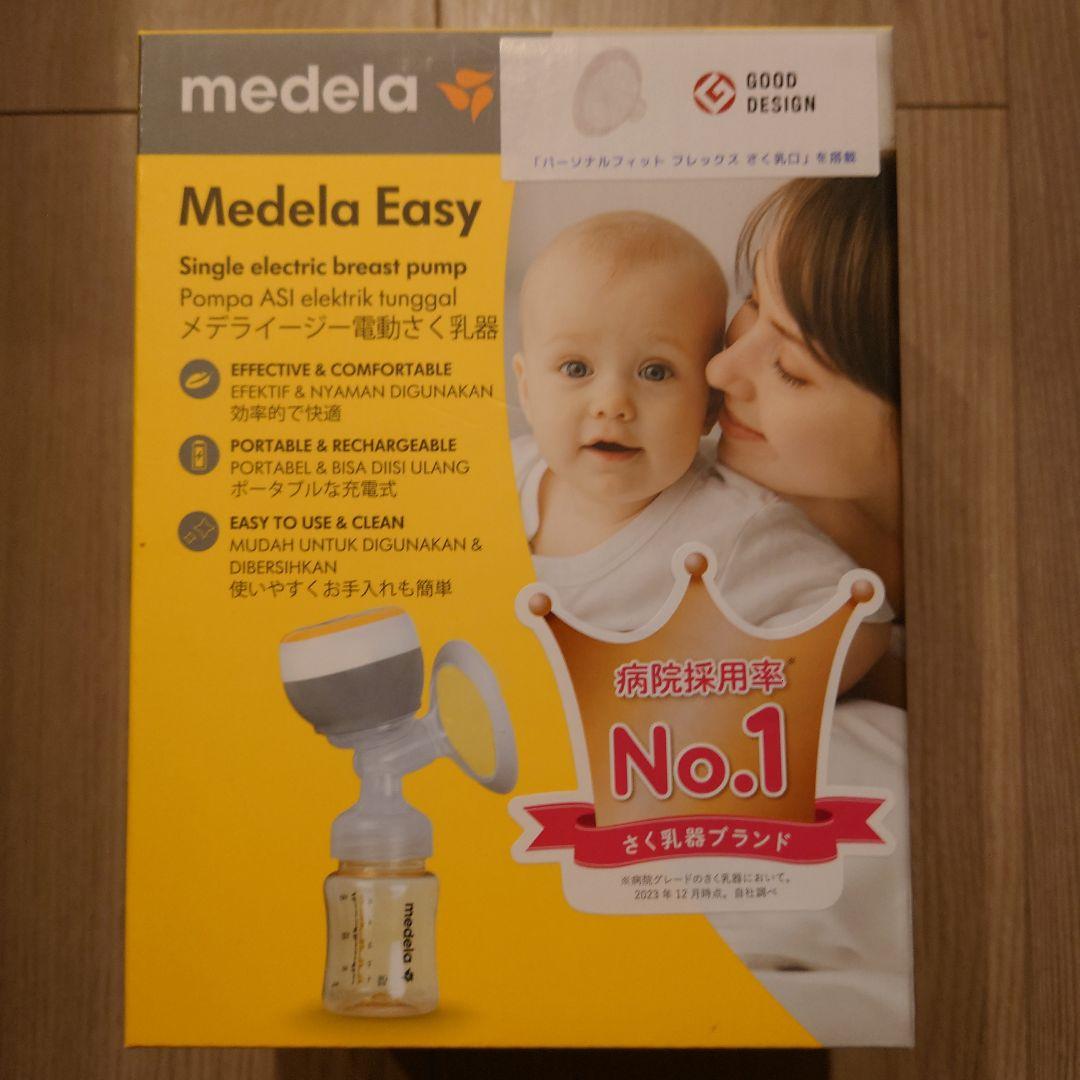 medela
GOOD
DESIGN
「パーソナルフィット フレックス さく乳口」を搭載
Medela Easy
Single electric breast pump
Pompa ASI elektrik tunggal
メデライージー電動さく乳器
EFFECTIVE & COMFORTABLE
EFEKTIF & NYAMAN DIGUNAKAN
効率的で快適
PORTABLE & RECHARGEABLE
PORTABEL & BISA DIISI ULANG
ポータブルな充電式
EASY TO USE & CLEAN
MUDAH UNTUK DIGUNAKAN &
DIBERSIHKAN
使いやすくお手入れも簡単
病院採用率※
No.1
さく乳器ブランド
※病院グレードのさく乳器において。
2023年12月時点。自社調べ
medela